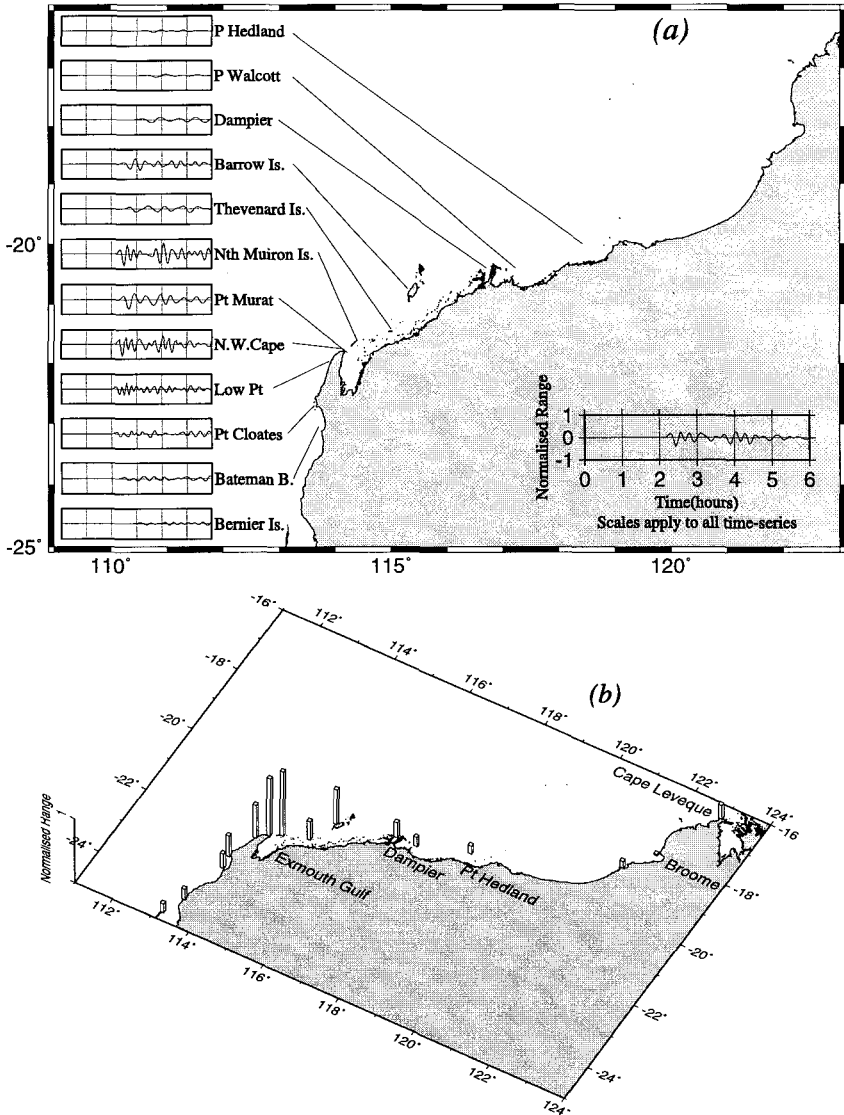 (a)
P Hedland
P Walcott
Dampier
Barrow Is.
Thevenard Is.
Nth Muiron Is.
Pt Murat
N.W.Cape
Low Pt
Pt Cloates
Bateman B.
Bernier Is.
-20°
-25°
110°
115°
120°
Normalised Range
1
0
-1
0 1 2 3 4 5 6
Time(hours)
Scales apply to all time-series
(b)
-16°
-18°
-20°
-22°
-24°
112°
114°
116°
118°
120°
122°
124°
-16
-18°
-20°
-22°
-24°
112°
114°
116°
118°
120°
122°
124°
Normalised Range
1
Cape Leveque
Broome
Pt Hedland
Dampier
Exmouth Gulf